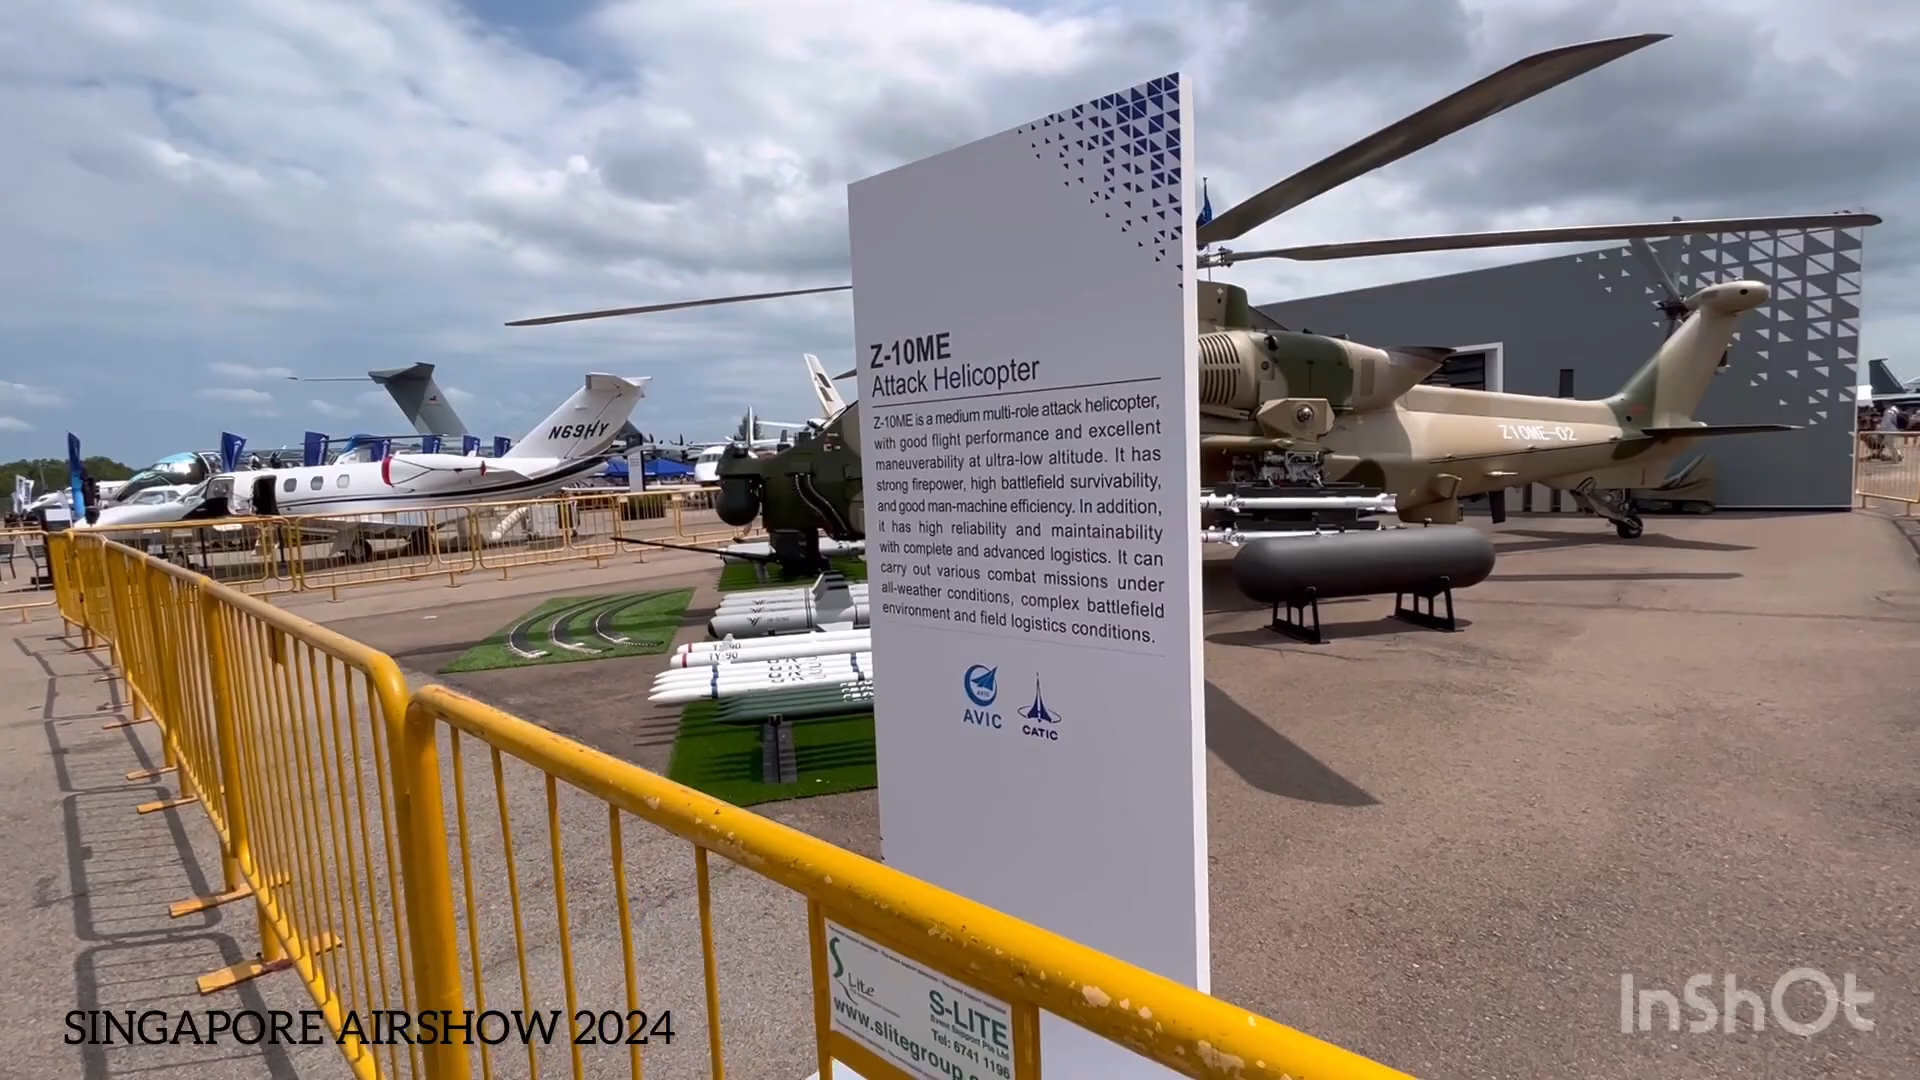 Z-10ME
Attack Helicopter
Z-10ME is a medium multi-role attack helicopter,
with good flight performance and excellent
maneuverability at ultra-low altitude. It has
strong firepower, high battlefield survivability,
and good man-machine efficiency. In addition,
it has high reliability and maintainability
with complete and advanced logistics. It can
carry out various combat missions under
all-weather conditions, complex battlefield
environment and field logistics conditions.
AVIC
CATIC
N69HY
Z10ME-02
TY-90
S-LITE
Event Support Pte Ltd
Tel: 6741 1196
Lite
www.slitegroup.
SINGAPORE AIRSHOW 2024
InShOt